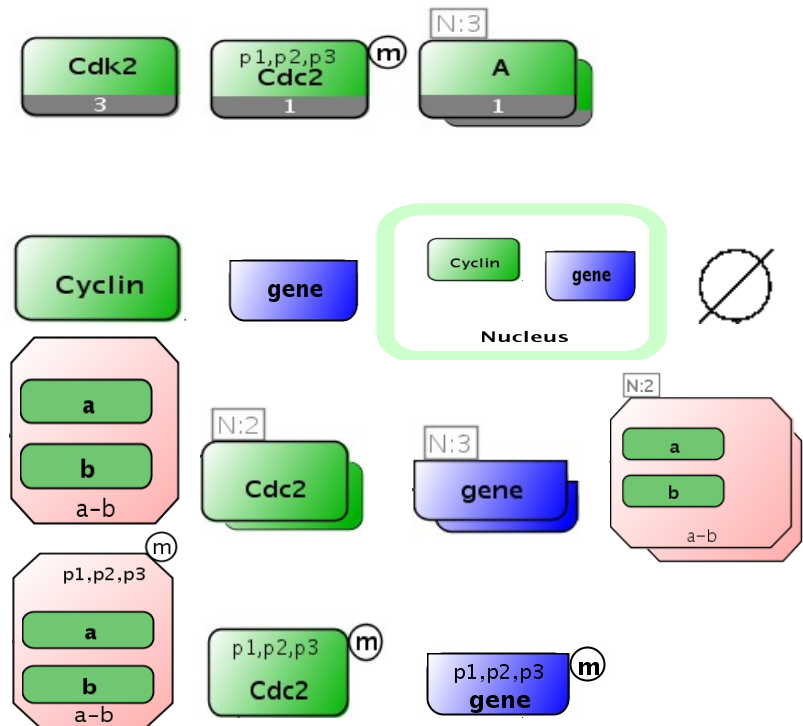 N:3
Cdk2
3
p1,p2,p3
m
Cdc2
1
A
1
Cyclin
gene
Cyclin
gene
Nucleus
a
b
a-b
N:2
Cdc2
N:3
gene
N:2
a
b
a-b
m
p1,p2,p3
a
b
a-b
p1,p2,p3
m
Cdc2
p1,p2,p3
m
gene